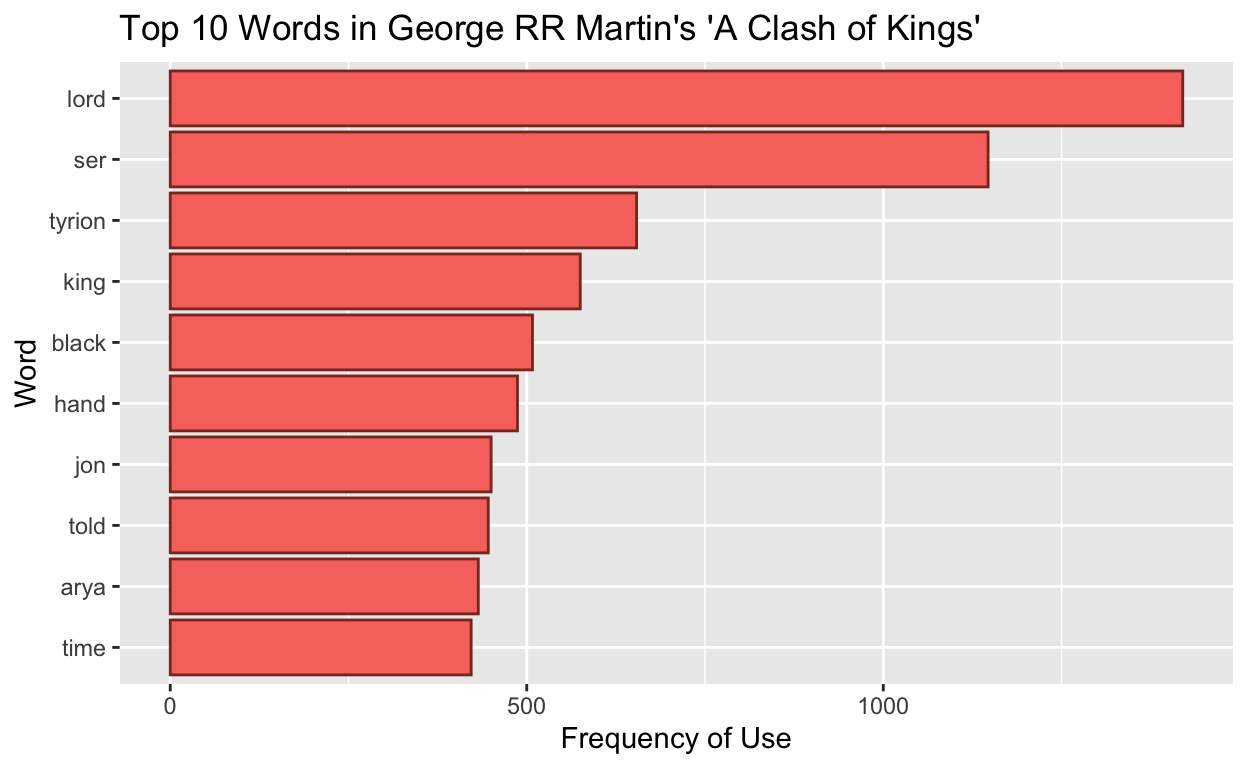 Top 10 Words in George RR Martin's 'A Clash of Kings'
Word
lord
ser
tyrion
king
black
hand
jon
told
arya
time
0 500 1000
Frequency of Use